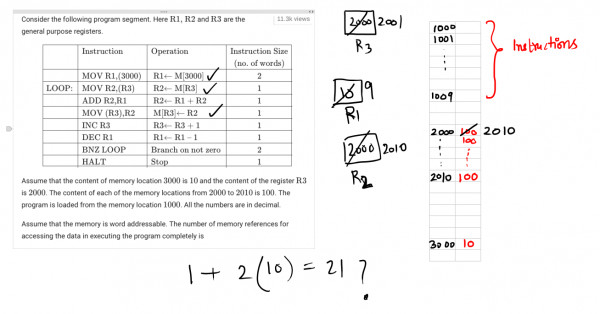 Consider the following program segment. Here R1, R2 and R3 are the
general purpose registers.
11.3k views
Instruction Operation Instruction Size
(no. of words)
MOV R1,(3000) R1← M[3000] ✓ 2
LOOP: MOV R2,(R3) R2← M[R3] ✓ 1
ADD R2,R1 R2← R1 + R2 1
MOV (R3),R2 M[R3]← R2 ✓ 1
INC R3 R3← R3 + 1 1
DEC R1 R1← R1 − 1 1
BNZ LOOP Branch on not zero 2
HALT Stop 1
Assume that the content of memory location 3000 is 10 and the content of the register R3
is 2000. The content of each of the memory locations from 2000 to 2010 is 100. The
program is loaded from the memory location 1000. All the numbers are in decimal.
Assume that the memory is word addressable. The number of memory references for
accessing the data in executing the program completely is
1 + 2(10) = 21 ?
2000 2001
R3
10 9
R1
2000 2010
R2
1000
1001
Instructions
1009
2000 100 2010
100
2010 100
3000 10